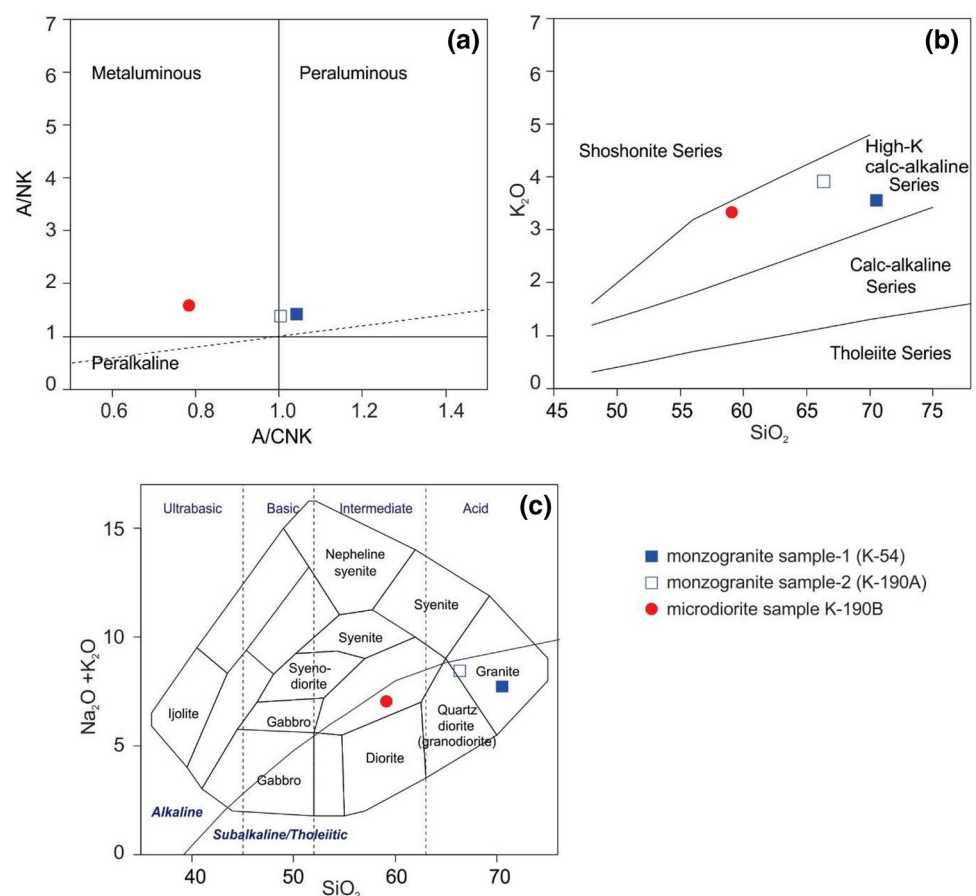 (a)
Metaluminous
Peraluminous
Peralkaline
A/NK
7
6
5
4
3
2
1
0
0.6
0.8
1.0
1.2
1.4
A/CNK
(b)
Shoshonite Series
High-K
calc-alkaline
Series
Calc-alkaline
Series
Tholeiite Series
K₂O
7
6
5
4
3
2
1
0
45
50
55
60
65
70
75
SiO₂
(c)
Ultrabasic
Basic
Intermediate
Acid
Nepheline
syenite
Syenite
Syenite
Syeno-
diorite
Granite
Ijolite
Gabbro
Quartz
diorite
(granodiorite)
Gabbro
Diorite
Alkaline
Subalkaline/Tholeiitic
Na₂O +K₂O
15
10
5
0
40
50
60
70
SiO₂
monzogranite sample-1 (K-54)
monzogranite sample-2 (K-190A)
microdiorite sample K-190B